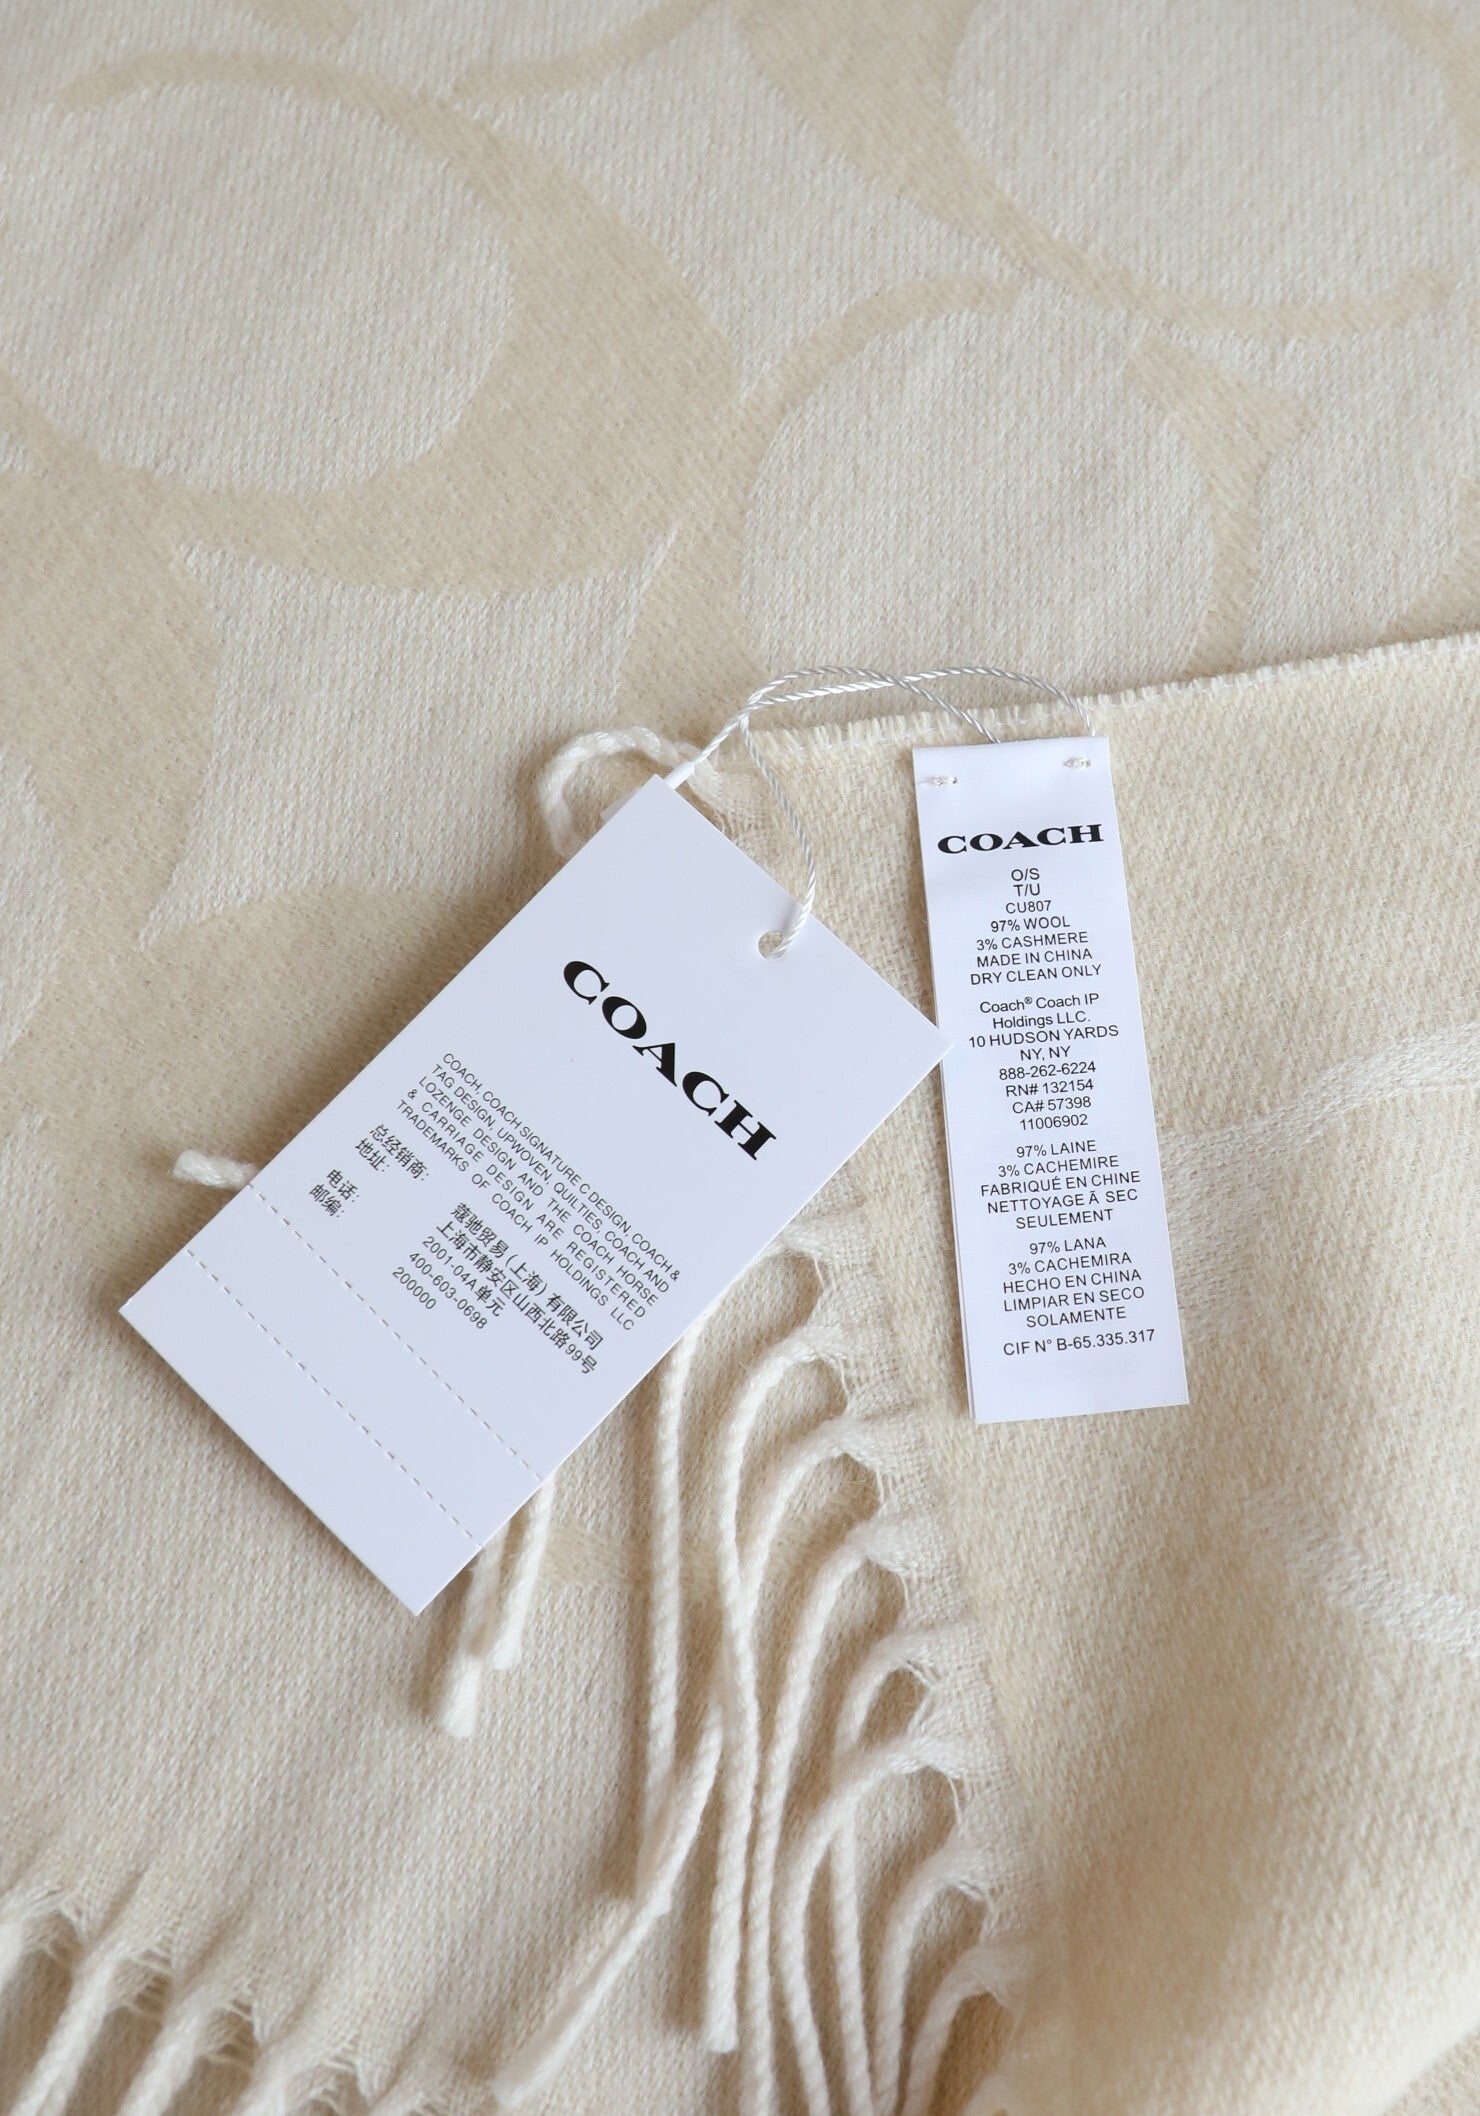 COACH
COACH, COACH SIGNATURE C DESIGN, COACH &
TAG DESIGN, UPWOVEN, QUILTIES, COACH AND
LOZENGE DESIGN AND THE COACH HORSE
& CARRIAGE DESIGN ARE REGISTERED
TRADEMARKS OF COACH IP HOLDINGS LLC
总经销商: 蔻驰贸易(上海)有限公司
地址: 上海市静安区山西北路99号
2001-04A单元
电话: 400-603-0698
邮编: 200000
COACH
O/S
T/U
CU807
97% WOOL
3% CASHMERE
MADE IN CHINA
DRY CLEAN ONLY
Coach® Coach IP
Holdings LLC.
10 HUDSON YARDS
NY, NY
888-262-6224
RN# 132154
CA# 57398
11006902
97% LAINE
3% CACHEMIRE
FABRIQUÉ EN CHINE
NETTOYAGE Ā SEC
SEULEMENT
97% LANA
3% CACHEMIRA
HECHO EN CHINA
LIMPIAR EN SECO
SOLAMENTE
CIF N° B-65.335.317